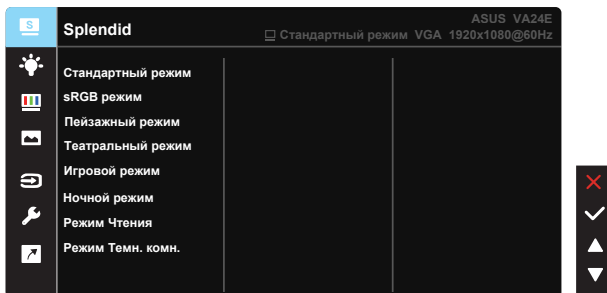 S
Splendid
ASUS VA24E
Стандартный режим VGA 1920x1080@60Hz
Стандартный режим
sRGB режим
Пейзажный режим
Театральный режим
Игровой режим
Ночной режим
Режим Чтения
Режим Темн. комн.